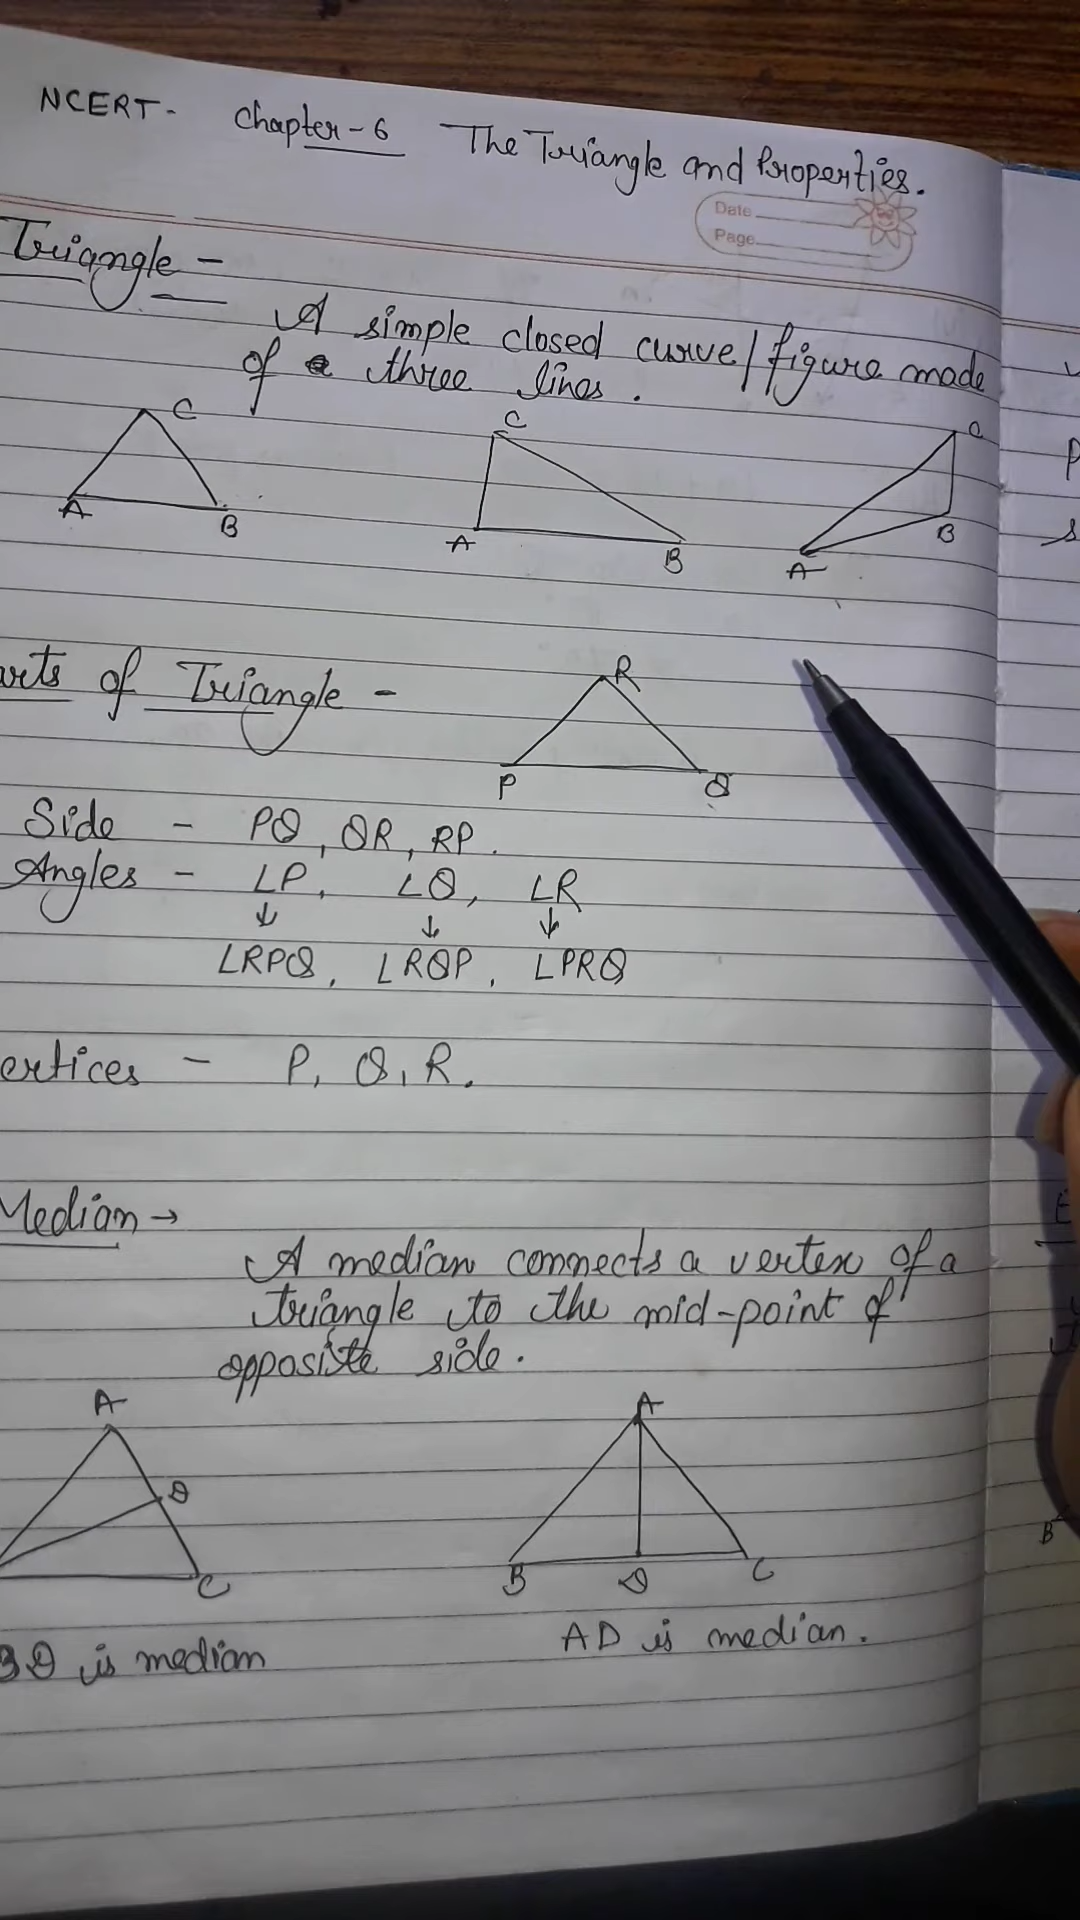 NCERT- Chapter-6 The Triangle and Properties.
Date
Page
Triangle -
A simple closed curve/figure made
of a three lines.
C
A
B
C
A
B
C
B
A
arts of Triangle -
R
P
Q
Side - PQ, QR, RP.
Angles - ∠P, ∠Q, ∠R
↓ ↓ ↓
∠RPQ, ∠RQP, ∠PRQ
ertices - P, Q, R.
Median →
A median connects a vertex of a
triangle to the mid-point of
opposite side.
A
D
C
A
B
D
C
BD is median
AD is median.
B